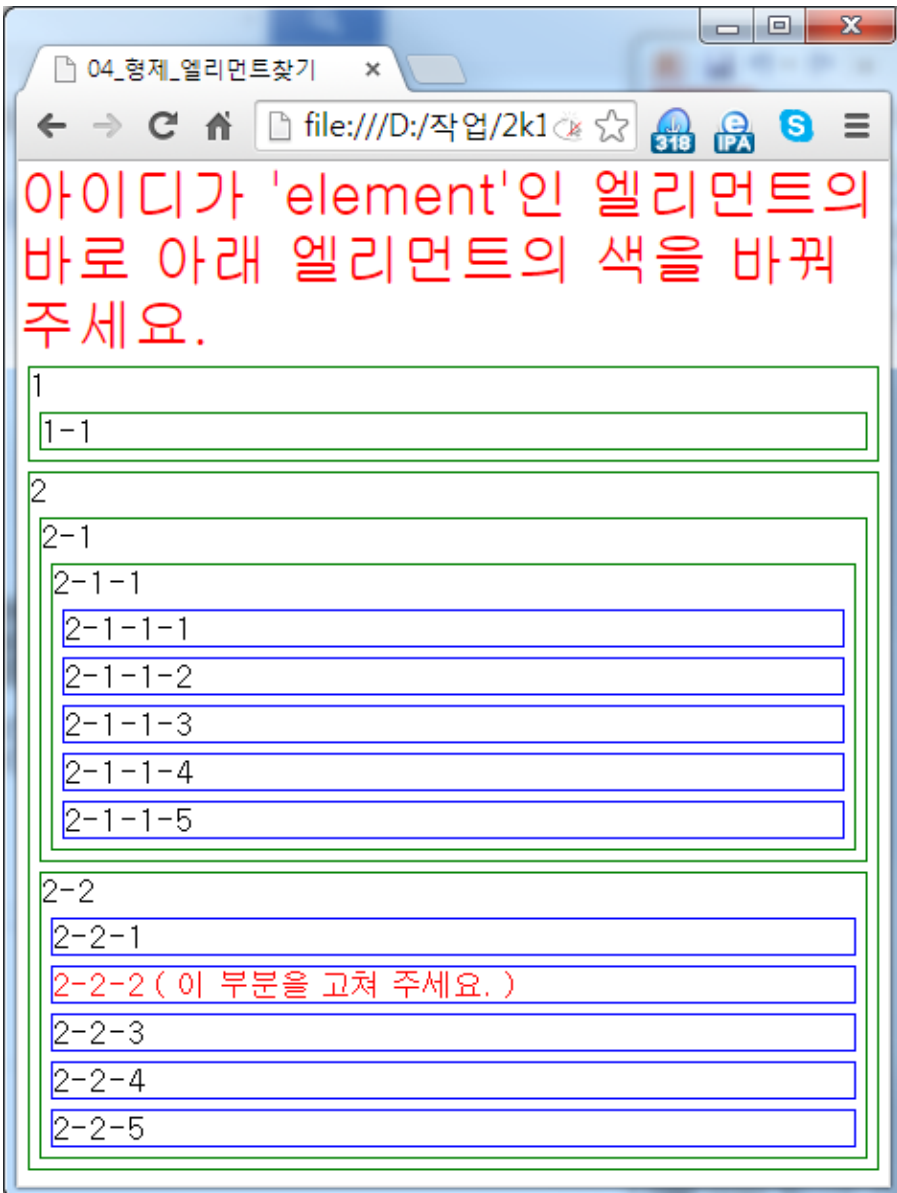 04_형제_엘리먼트찾기
file:///D:/작업/2k1
318
IPA
아이디가 'element'인 엘리먼트의
바로 아래 엘리먼트의 색을 바꿔
주세요.
1
1-1
2
2-1
2-1-1
2-1-1-1
2-1-1-2
2-1-1-3
2-1-1-4
2-1-1-5
2-2
2-2-1
2-2-2 ( 이 부분을 고쳐 주세요. )
2-2-3
2-2-4
2-2-5